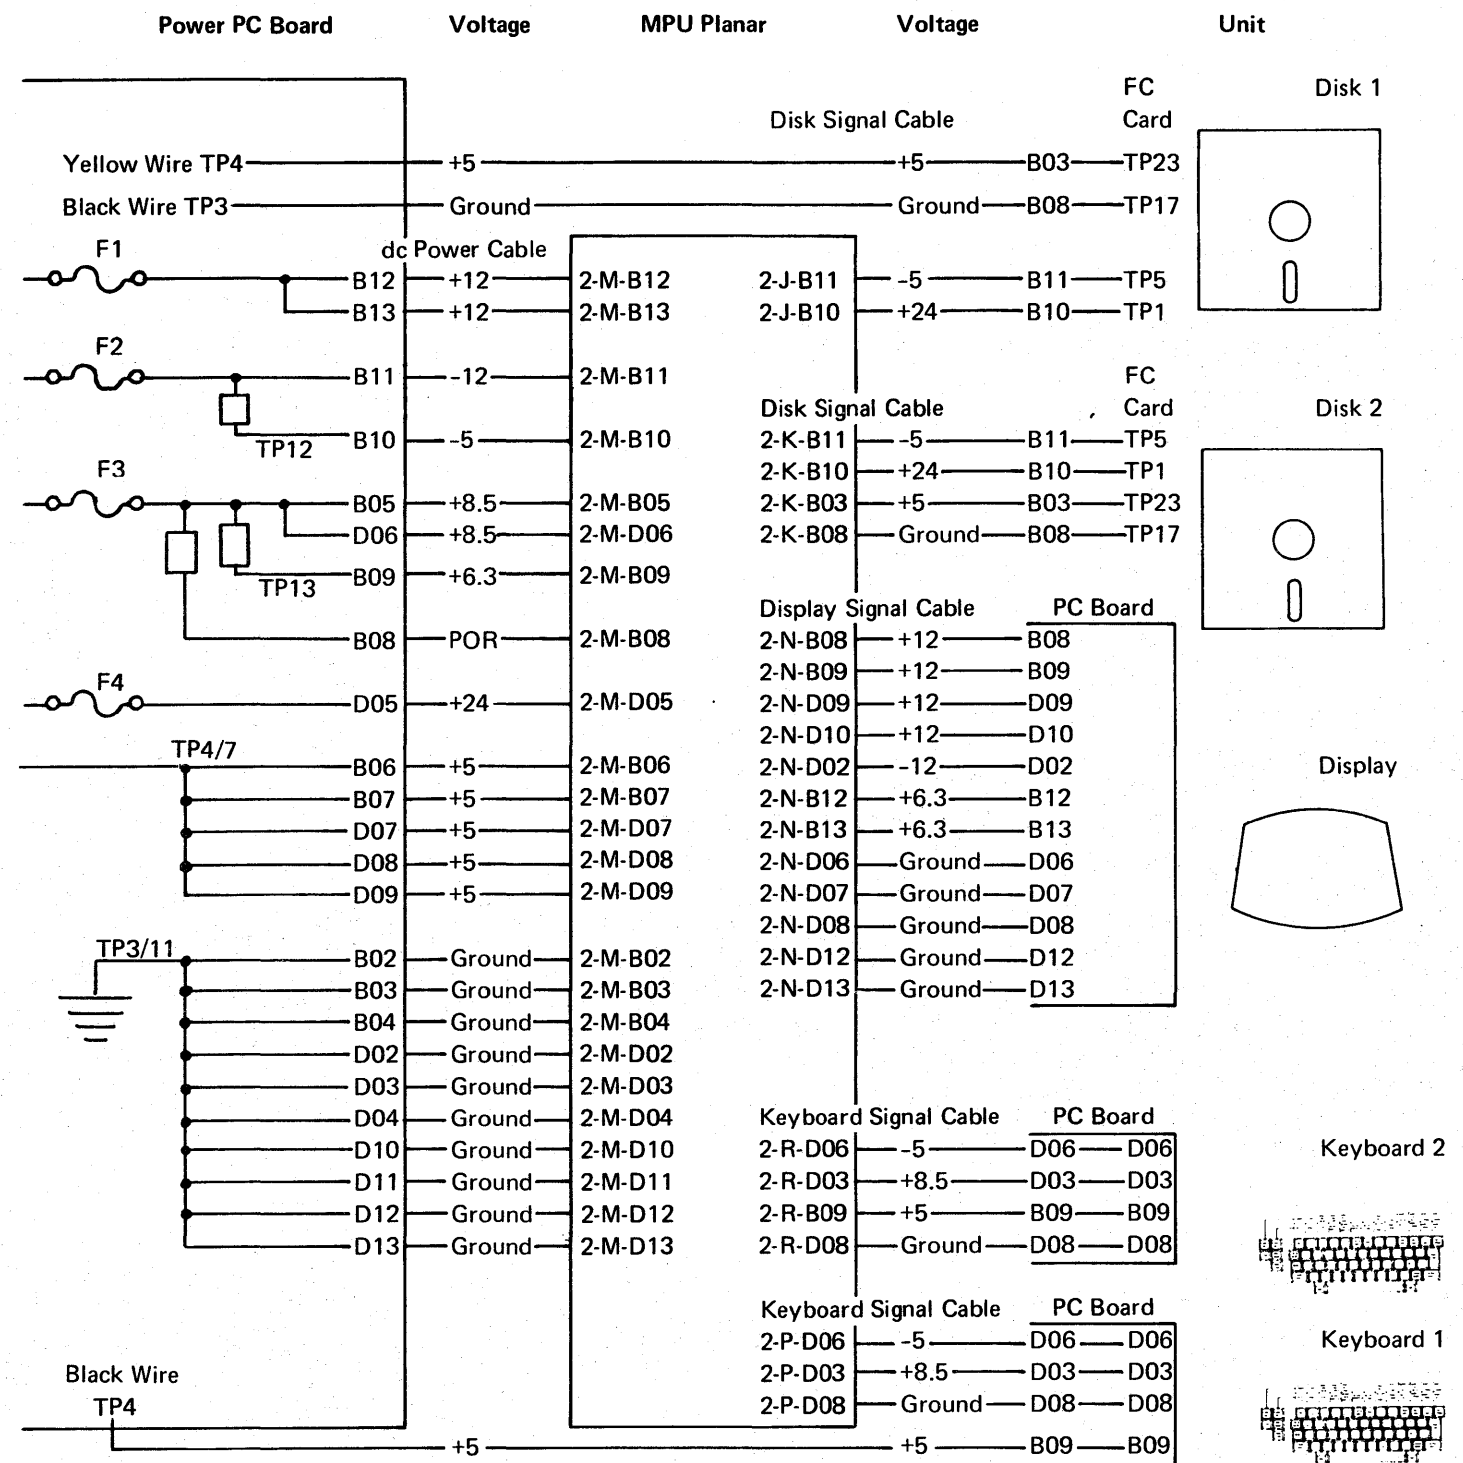 Power PC Board Voltage MPU Planar Voltage Unit
FC Disk 1
Disk Signal Cable Card
Yellow Wire TP4 +5 +5 B03 TP23
Black Wire TP3 Ground Ground B08 TP17
F1 dc Power Cable
B12 +12 2-M-B12 2-J-B11 -5 B11 TP5
B13 +12 2-M-B13 2-J-B10 +24 B10 TP1
F2
B11 -12 2-M-B11 FC
Disk Signal Cable Card Disk 2
TP12 B10 -5 2-M-B10 2-K-B11 -5 B11 TP5
F3 2-K-B10 +24 B10 TP1
B05 +8.5 2-M-B05 2-K-B03 +5 B03 TP23
D06 +8.5 2-M-D06 2-K-B08 Ground B08 TP17
TP13 B09 +6.3 2-M-B09
Display Signal Cable PC Board
B08 POR 2-M-B08 2-N-B08 +12 B08
2-N-B09 +12 B09
F4 D05 +24 2-M-D05 2-N-D09 +12 D09
TP4/7 2-N-D10 +12 D10
B06 +5 2-M-B06 2-N-D02 -12 D02 Display
B07 +5 2-M-B07 2-N-B12 +6.3 B12
D07 +5 2-M-D07 2-N-B13 +6.3 B13
D08 +5 2-M-D08 2-N-D06 Ground D06
D09 +5 2-M-D09 2-N-D07 Ground D07
2-N-D08 Ground D08
TP3/11 B02 Ground 2-M-B02 2-N-D12 Ground D12
B03 Ground 2-M-B03 2-N-D13 Ground D13
B04 Ground 2-M-B04
D02 Ground 2-M-D02
D03 Ground 2-M-D03
D04 Ground 2-M-D04 Keyboard Signal Cable PC Board
D10 Ground 2-M-D10 2-R-D06 -5 D06 D06 Keyboard 2
D11 Ground 2-M-D11 2-R-D03 +8.5 D03 D03
D12 Ground 2-M-D12 2-R-B09 +5 B09 B09
D13 Ground 2-M-D13 2-R-D08 Ground D08 D08
Keyboard Signal Cable PC Board
2-P-D06 -5 D06 D06 Keyboard 1
Black Wire 2-P-D03 +8.5 D03 D03
TP4 2-P-D08 Ground D08 D08
+5 +5 B09 B09